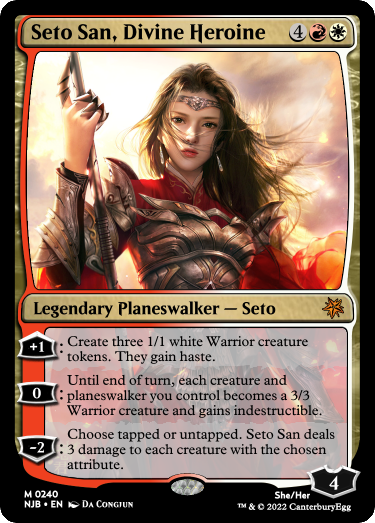 Seto San, Divine Heroine 4
Legendary Planeswalker — Seto
+1: Create three 1/1 white Warrior creature
tokens. They gain haste.
0: Until end of turn, each creature and
planeswalker you control becomes a 3/3
Warrior creature and gains indestructible.
-2: Choose tapped or untapped. Seto San deals
3 damage to each creature with the chosen
attribute.
4
M 0240
NJB • EN DA CONGJUN
She/Her
™ & © 2022 CanterburyEgg